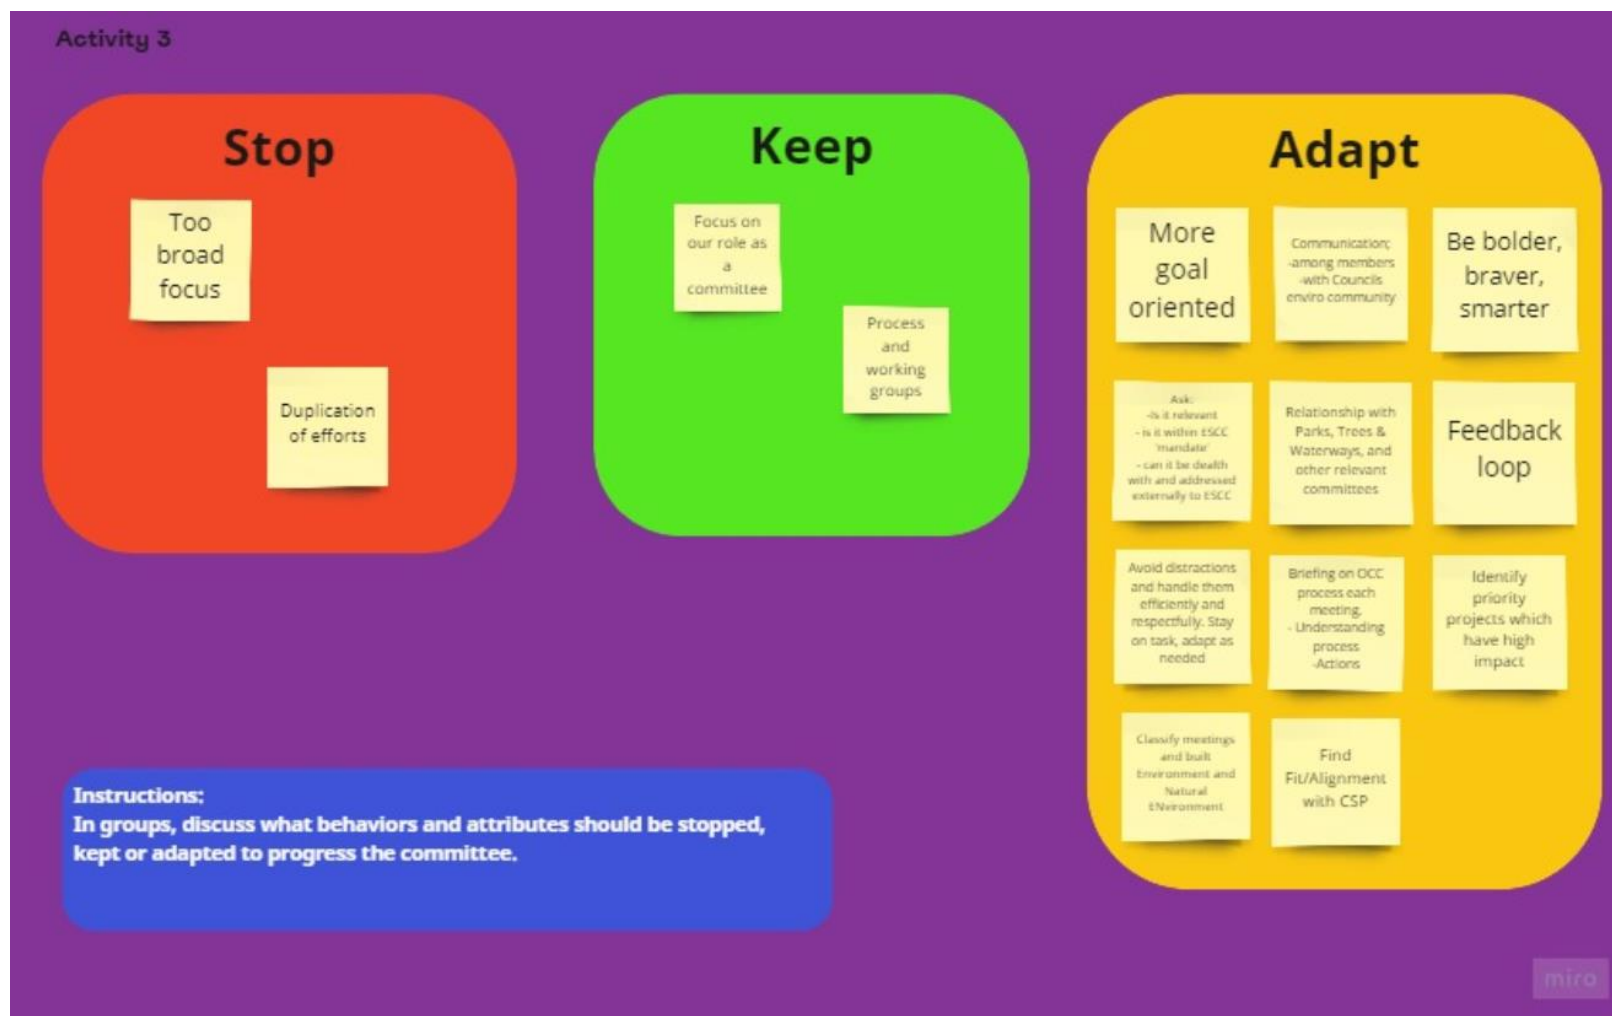 Activity 3
Stop
Too
broad
focus
Duplication
of efforts
Keep
Focus on
our role as
a
committee
Process
and
working
groups
Adapt
More
goal
oriented
Communication;
-among members
-with Councils
enviro community
Be bolder,
braver,
smarter
Ask:
-Is it relevant
- is it within ESCC
'mandate'
- can it be dealth
with and addressed
externally to ESCC
Relationship with
Parks, Trees &
Waterways, and
other relevant
committees
Feedback
loop
Avoid distractions
and handle them
efficiently and
respectfully. Stay
on task, adapt as
needed
Briefing on OCC
process each
meeting,
- Understanding
process
-Actions
Identify
priority
projects which
have high
impact
Classify meetings
and built
Environment and
Natural
ENvironment
Find
Fit/Alignment
with CSP
Instructions:
In groups, discuss what behaviors and attributes should be stopped,
kept or adapted to progress the committee.
miro